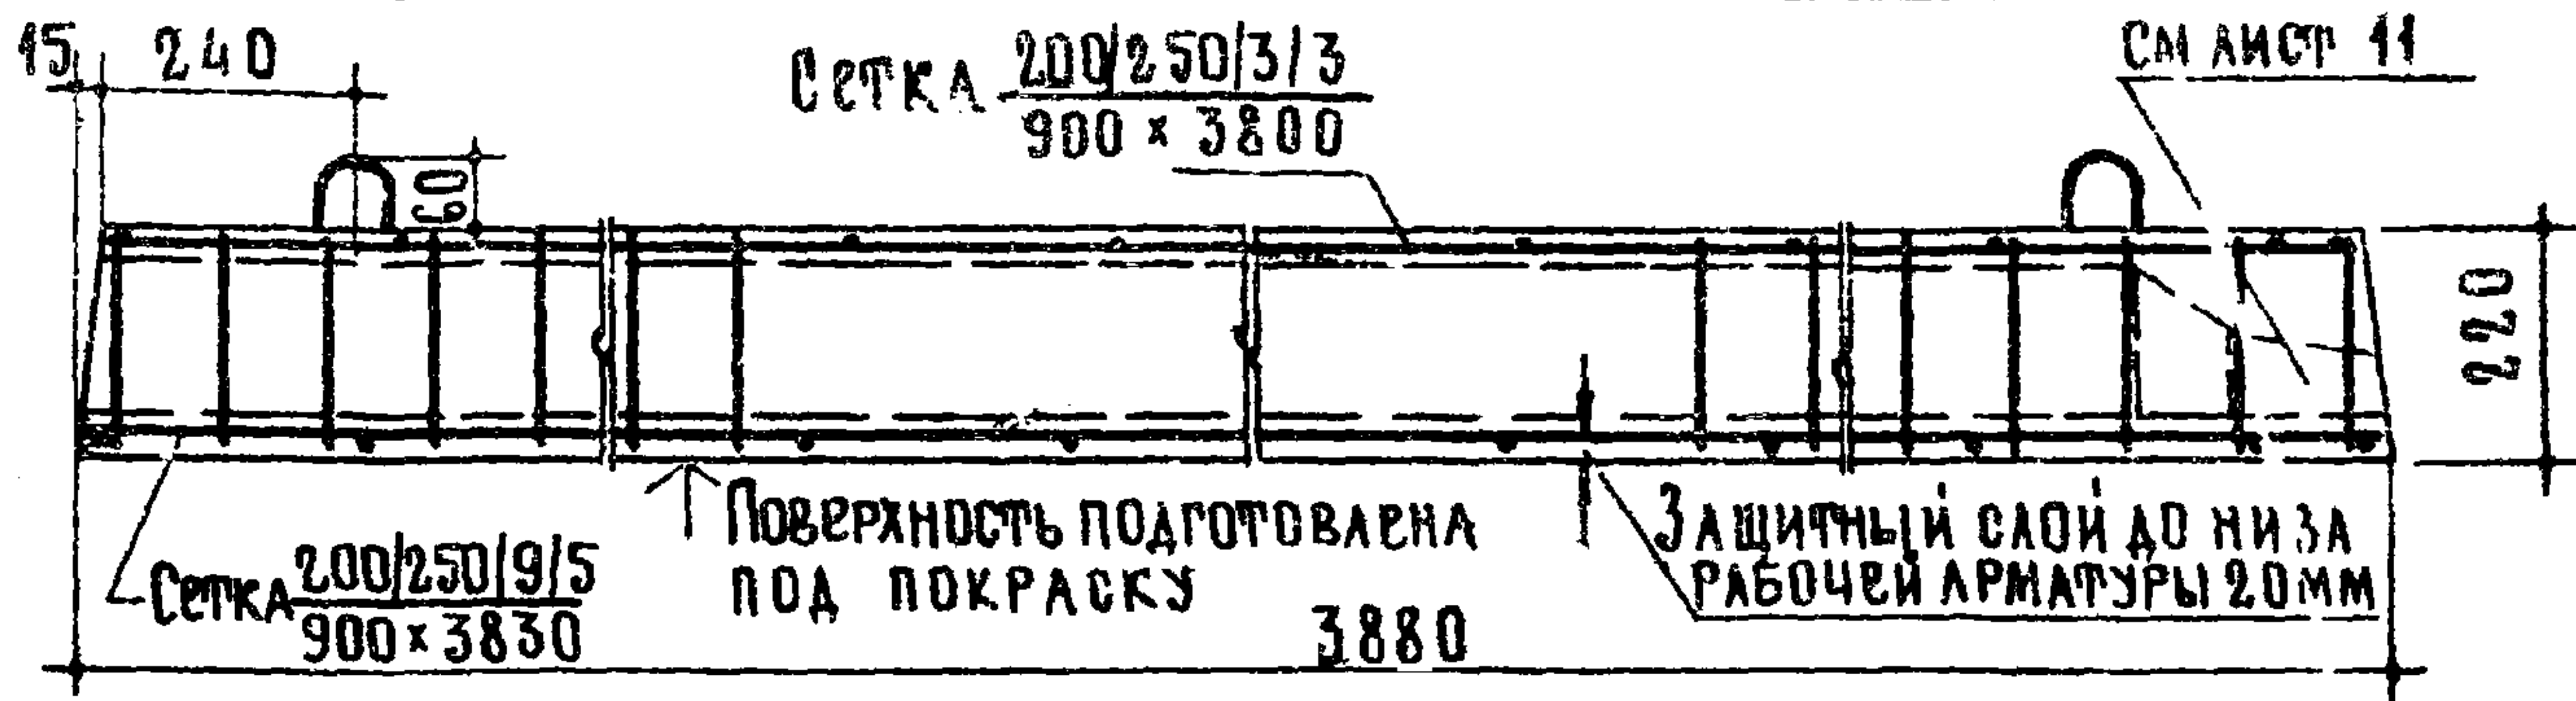 15 240
Сетка 200/250/3/3
900 × 3800
См лист 11
60
220
Сетка 200/250/9/5
900 × 3830
Поверхность подготовлена
под покраску
Защитный слой до низа
рабочей арматуры 20мм
3880